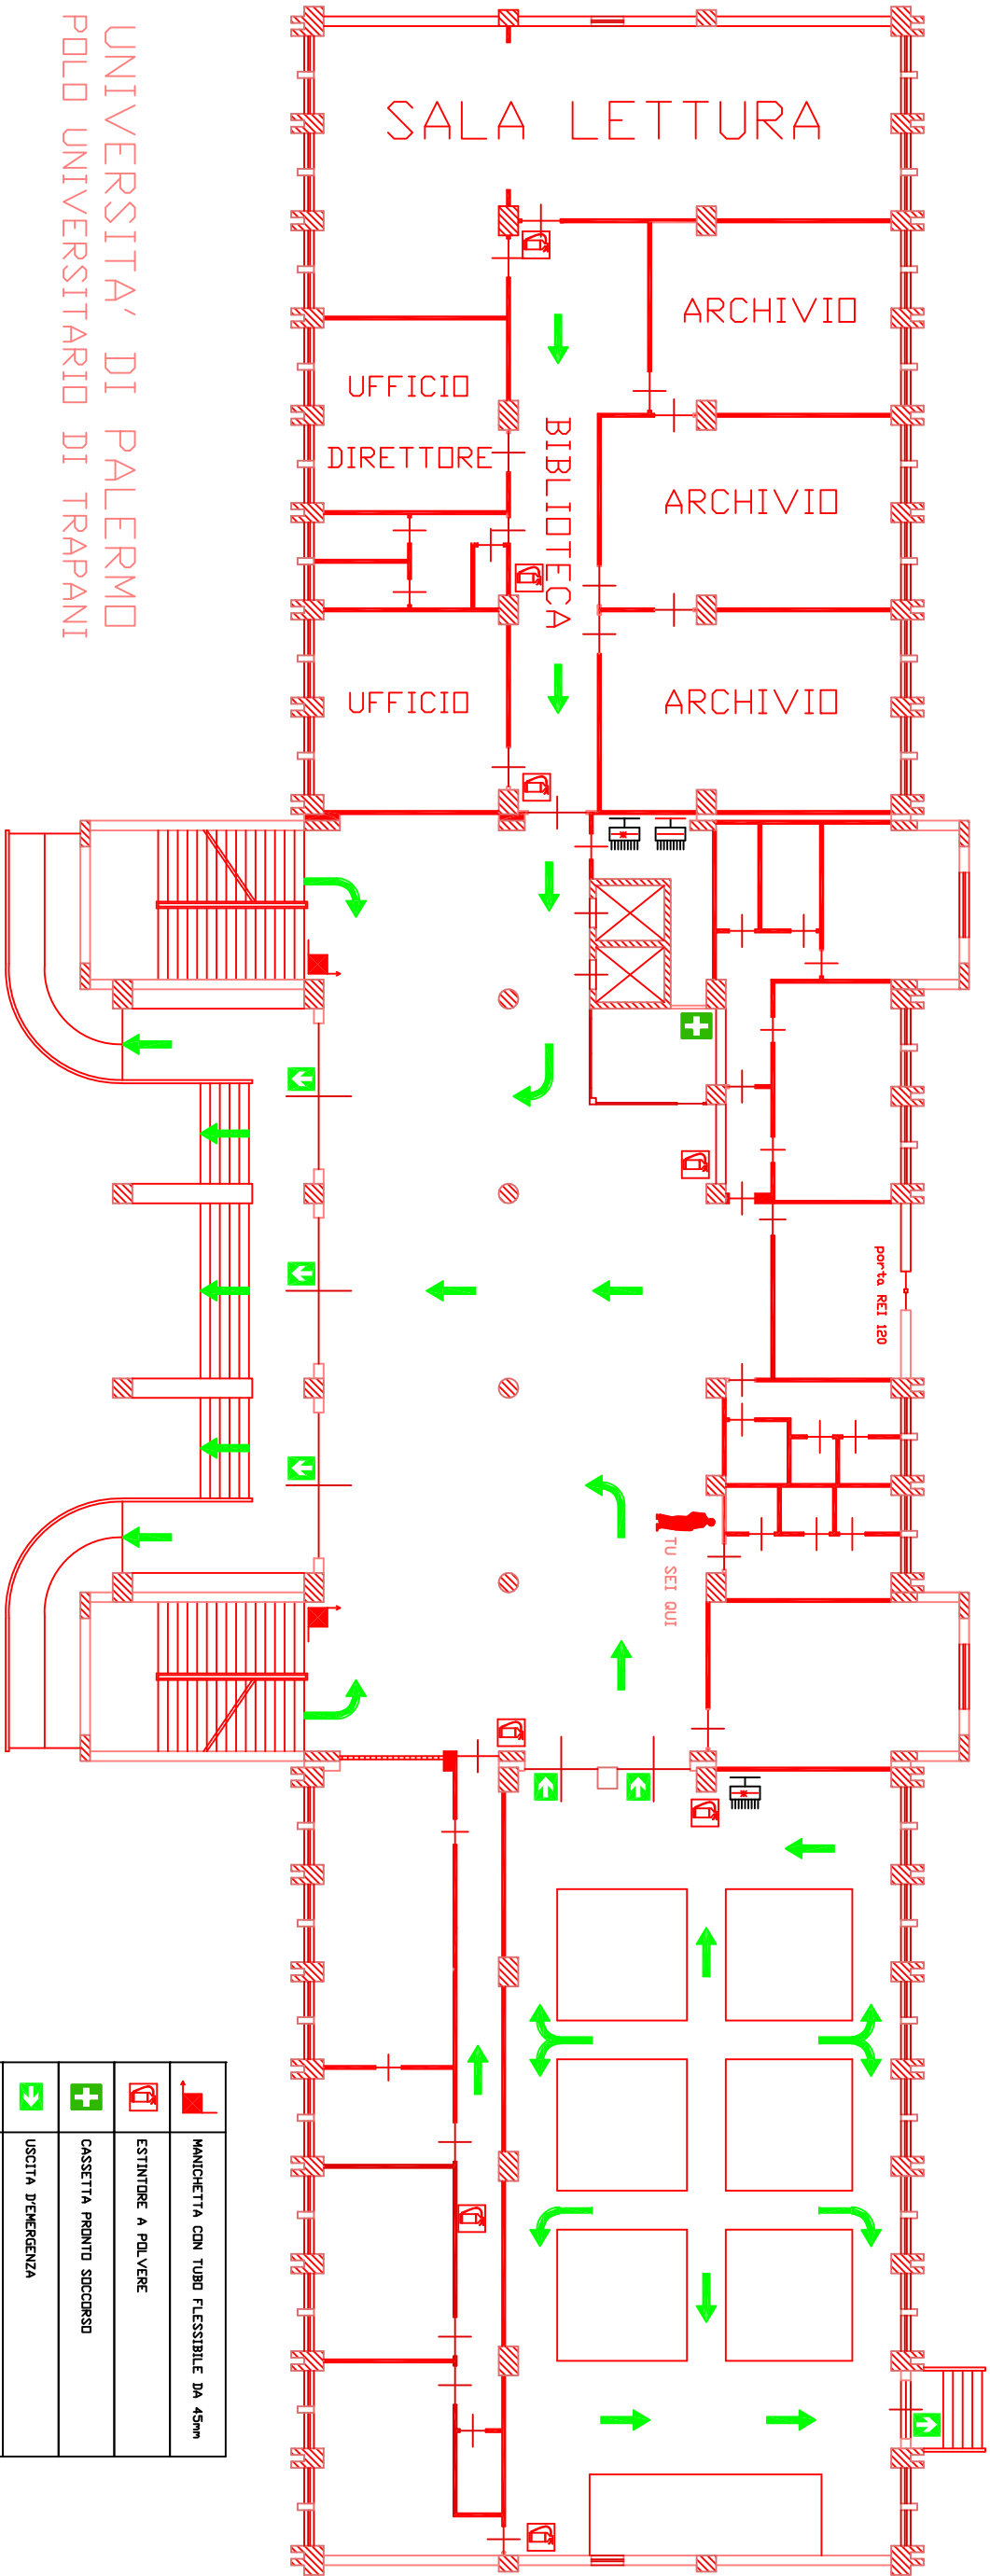 UNIVERSITA' DI PALERMO
POLO UNIVERSITARIO DI TRAPANI
SALA LETTURA
ARCHIVIO
UFFICIO
DIRETTORE
BIBLIOTECA
ARCHIVIO
UFFICIO
ARCHIVIO
porta REI 120
TU SEI QUI
MANICHETTA CON TUBO FLESSIBILE DA 45mm
ESTINTORE A POLVERE
CASSETTA PRONTO SOCCORSO
USCITA D'EMERGENZA